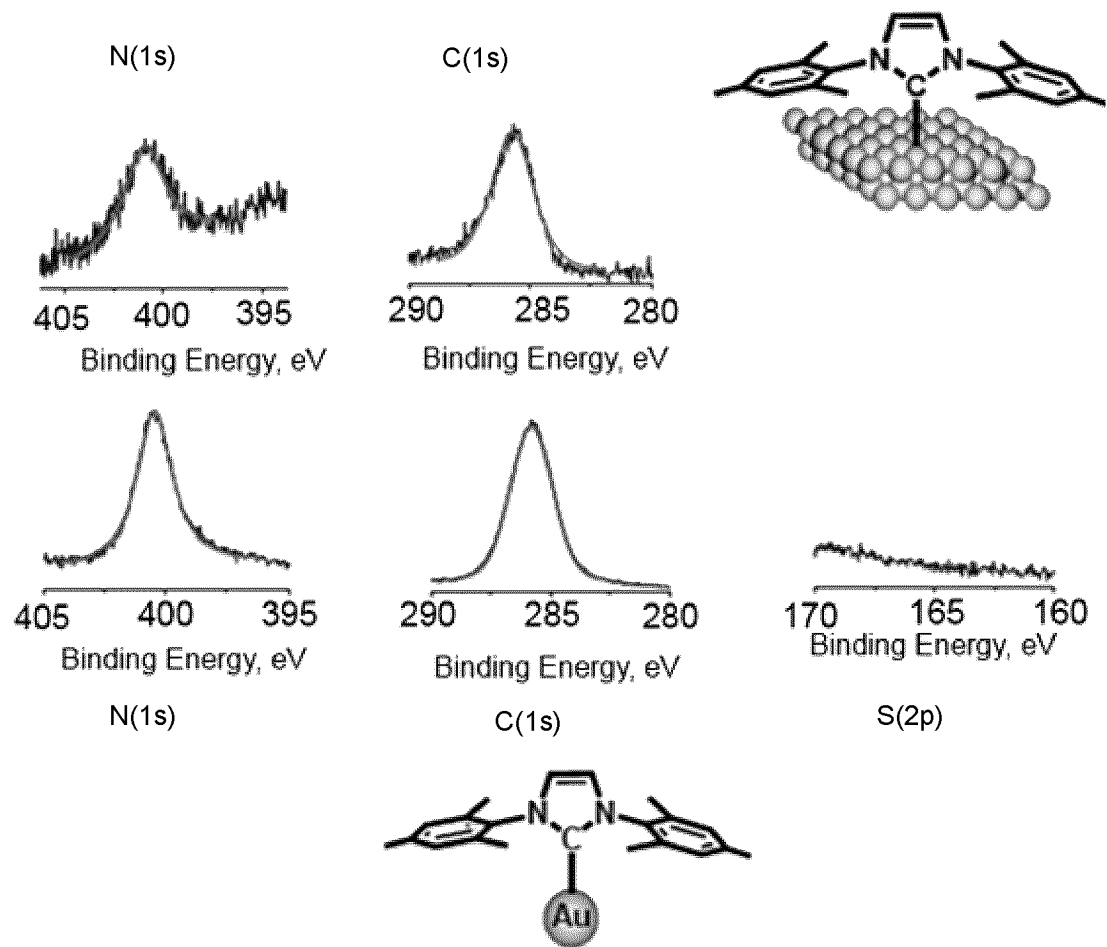 N(1s)
C(1s)
N
N
C
405 400 395
290 285 280
Binding Energy, eV
Binding Energy, eV
405 400 395
290 285 280
170 165 160
Binding Energy, eV
Binding Energy, eV
Binding Energy, eV
N(1s)
C(1s)
S(2p)
N
N
C
Au